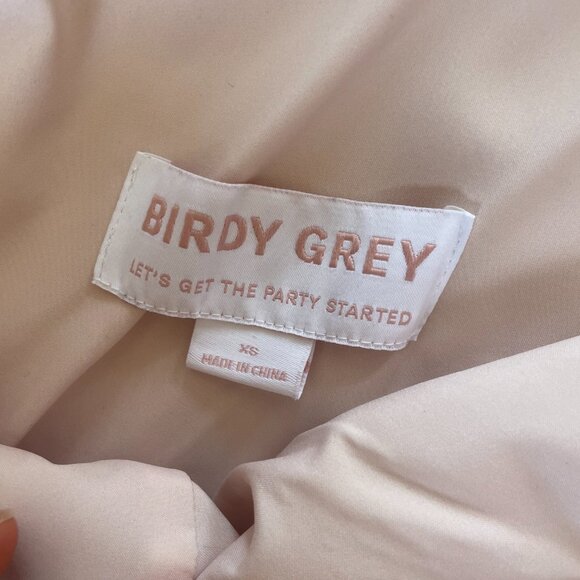 BIRDY GREY
LET'S GET THE PARTY STARTED
XS
MADE IN CHINA